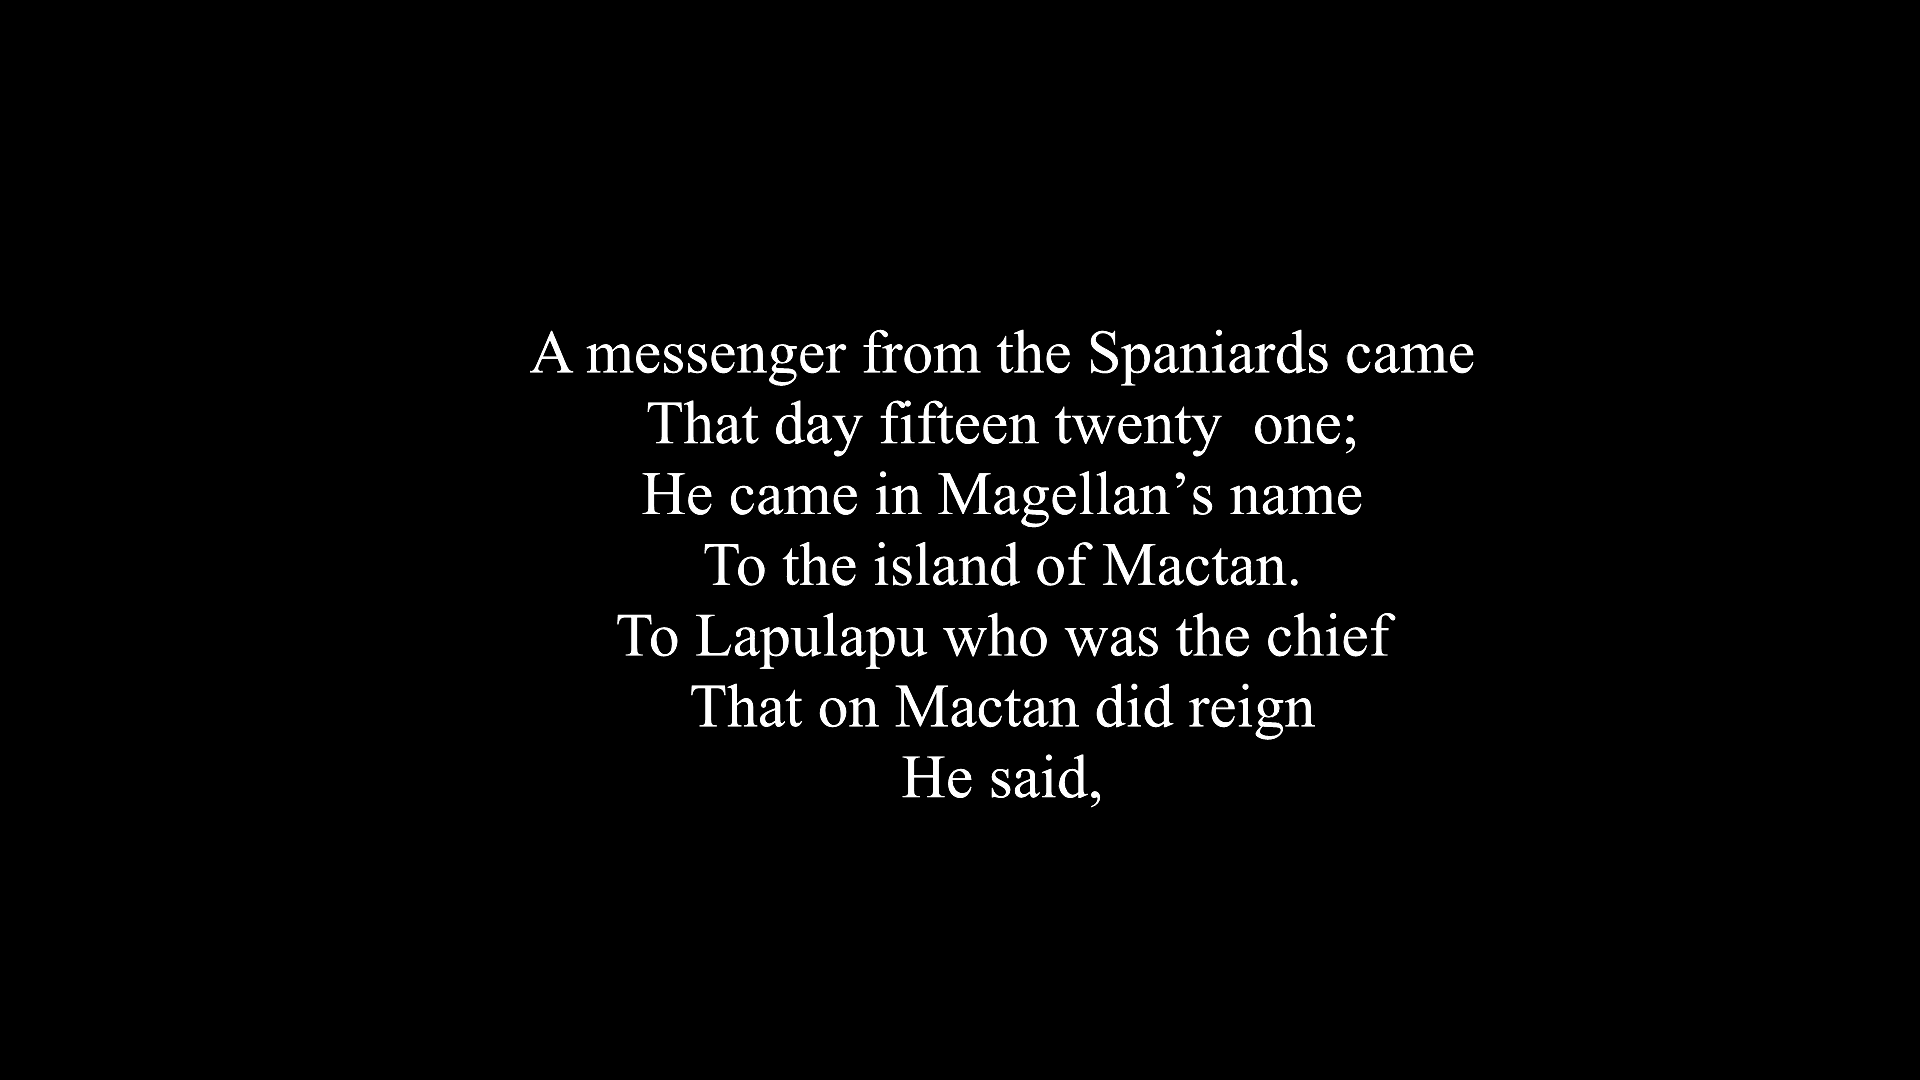 A messenger from the Spaniards came
That day fifteen twenty  one;
He came in Magellan’s name
To the island of Mactan.
To Lapulapu who was the chief
That on Mactan did reign
He said,